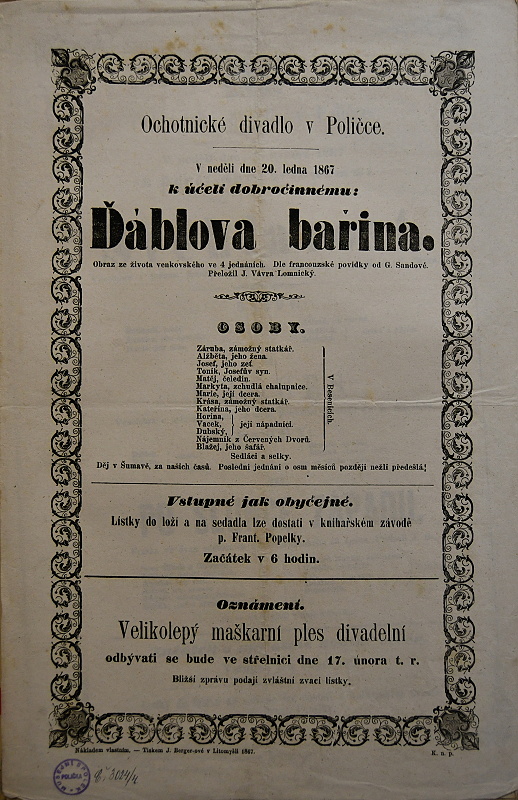 Ochotnické divadlo v Poličce.
V neděli dne 20. ledna 1867
k účeli dobročinnému:
Ďáblova bařina.
Obraz ze života venkovského ve 4 jednáních. Dle francouzské povídky od G. Sandové.
Přeložil J. Vávra Lomnický.
OSOBY.
Záruba, zámožný statkář.
Alžběta, jeho žena.
Josef, jeho zeť.
Toník, Josefův syn.
Matěj, čeledín.
Markyta, zchudlá chalupnice.
Marie, její dcera.
Krása, zámožný statkář.
Kateřina, jeho dcera.
Horina,
Vacek,
Dubský,
její nápadníci.
Nájemník z Červených Dvorů.
Blažej, jeho šafář.
V Besenicích.
Sedláci a selky.
Děj v Šumavě, za našich časů. Poslední jednání o osm měsíců později nežli předešlá.
Vstupné jak obyčejné.
Lístky do loží a na sedadla lze dostati v knihařském závodě
p. Frant. Popelky.
Začátek v 6 hodin.
Oznámení.
Velikolepý maškarní ples divadelní
odbývati se bude ve střelnici dne 17. února t. r.
Bližší zprávu podají zvláštní zvací lístky.
Nákladem vlastním. — Tiskem J. Berger-ové v Litomyšli 1867.
K. n. p.
POLIČKA